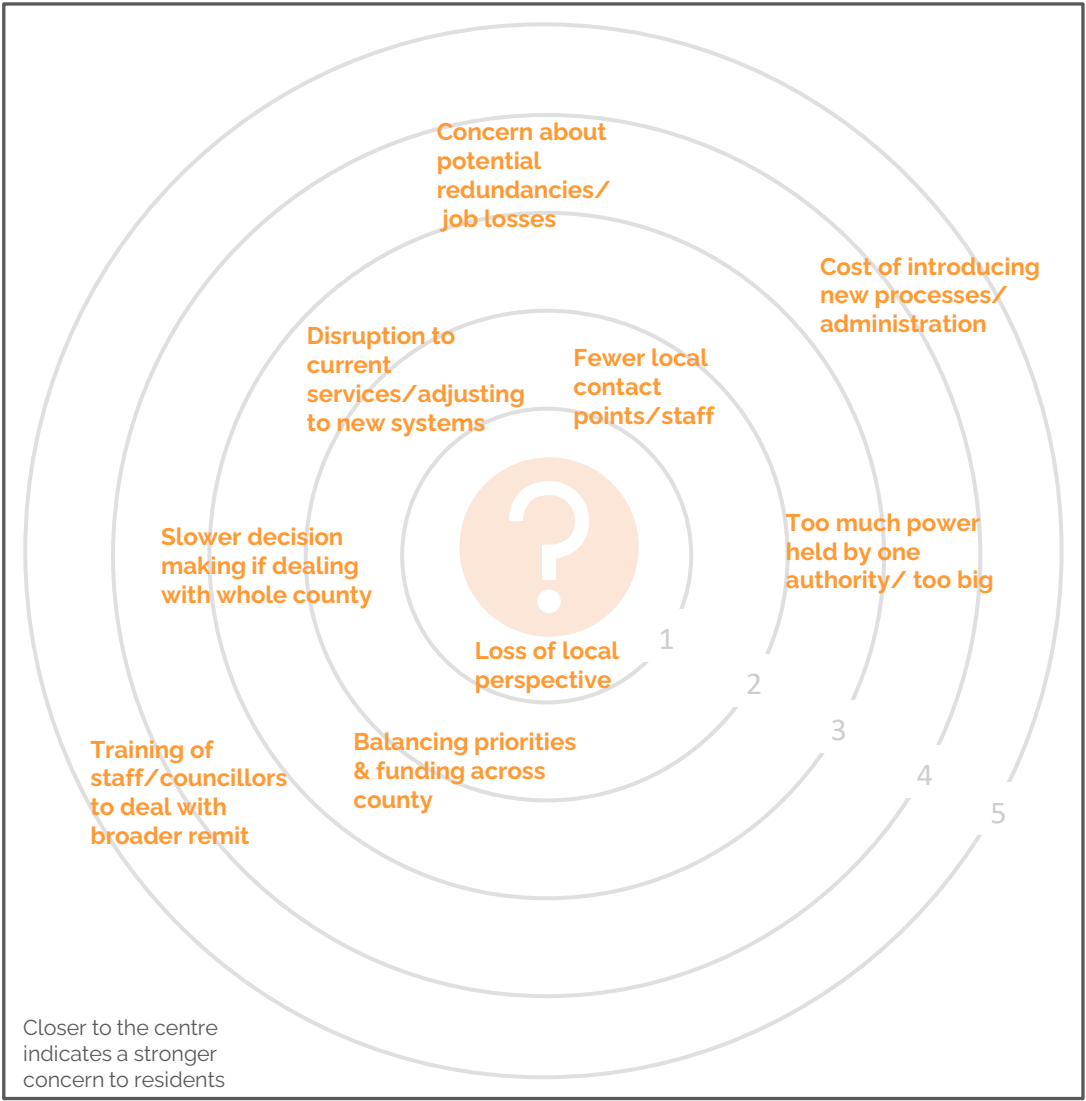 Concern about
potential
redundancies/
job losses
Cost of introducing
new processes/
administration
Disruption to
current
services/adjusting
to new systems
Fewer local
contact
points/staff
?
Slower decision
making if dealing
with whole county
Too much power
held by one
authority/ too big
Loss of local
perspective
1
2
3
4
5
Training of
staff/councillors
to deal with
broader remit
Balancing priorities
& funding across
county
Closer to the centre
indicates a stronger
concern to residents